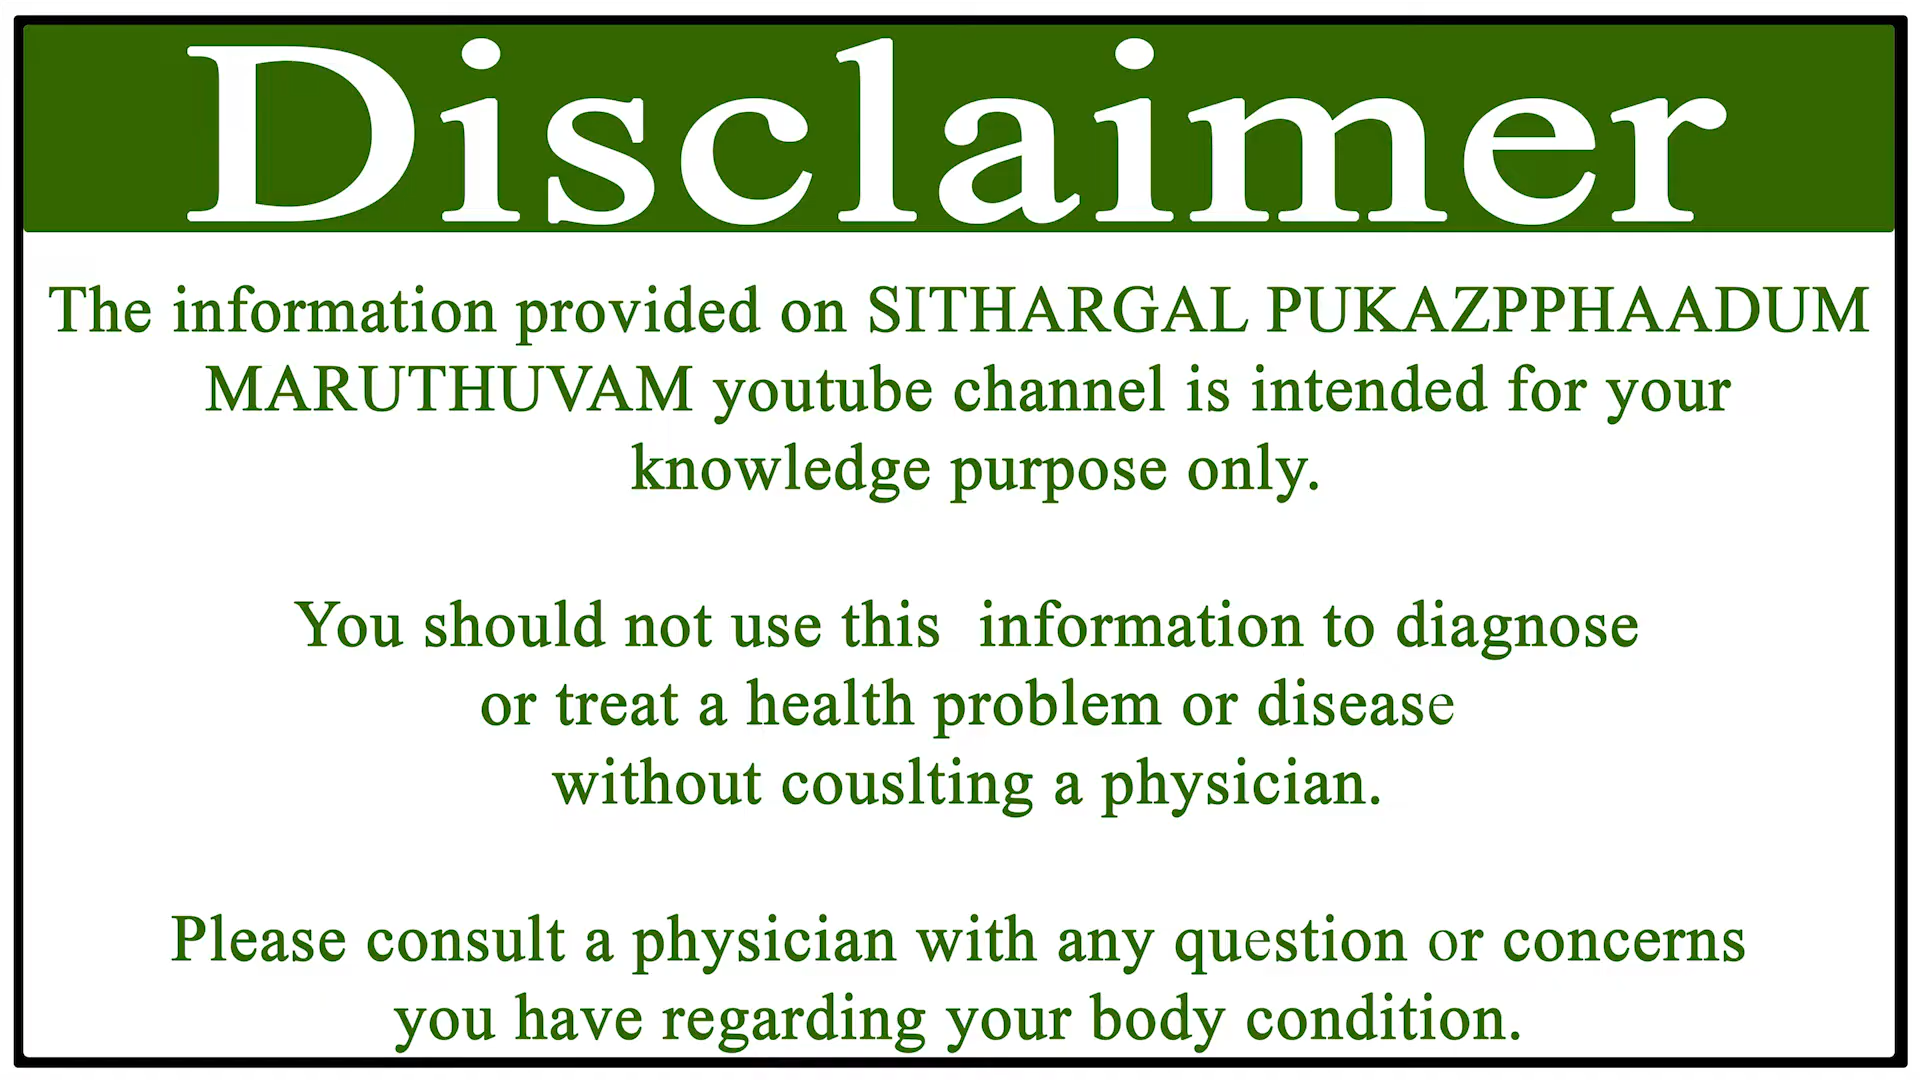 Disclaimer
The information provided on SITHARGAL PUKAZPPHAADUM
MARUTHUVAM youtube channel is intended for your
knowledge purpose only.
You should not use this  information to diagnose
or treat a health problem or disease
without couslting a physician.
Please consult a physician with any question or concerns
you have regarding your body condition.